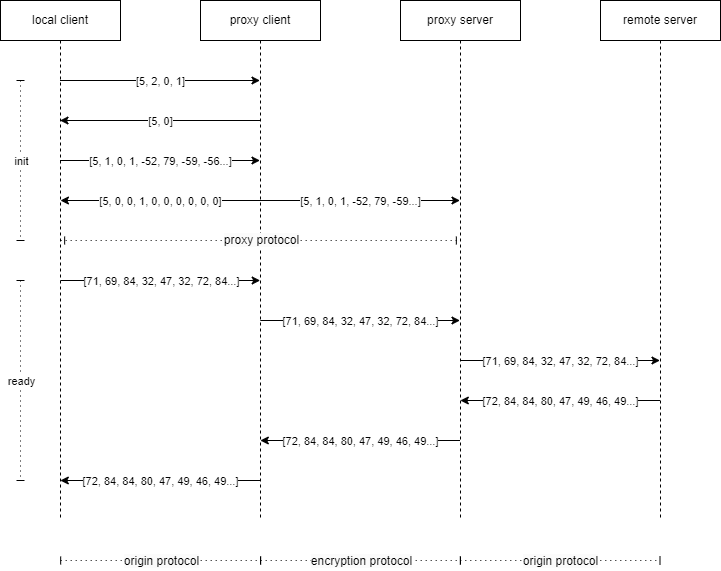 local client
proxy client
proxy server
remote server
[5, 2, 0, 1]
[5, 0]
init
[5, 1, 0, 1, -52, 79, -59, -56...]
[5, 0, 0, 1, 0, 0, 0, 0, 0, 0]
[5, 1, 0, 1, -52, 79, -59...]
proxy protocol
[71, 69, 84, 32, 47, 32, 72, 84...]
[71, 69, 84, 32, 47, 32, 72, 84...]
[71, 69, 84, 32, 47, 32, 72, 84...]
ready
[72, 84, 84, 80, 47, 49, 46, 49...]
[72, 84, 84, 80, 47, 49, 46, 49...]
[72, 84, 84, 80, 47, 49, 46, 49...]
origin protocol
encryption protocol
origin protocol